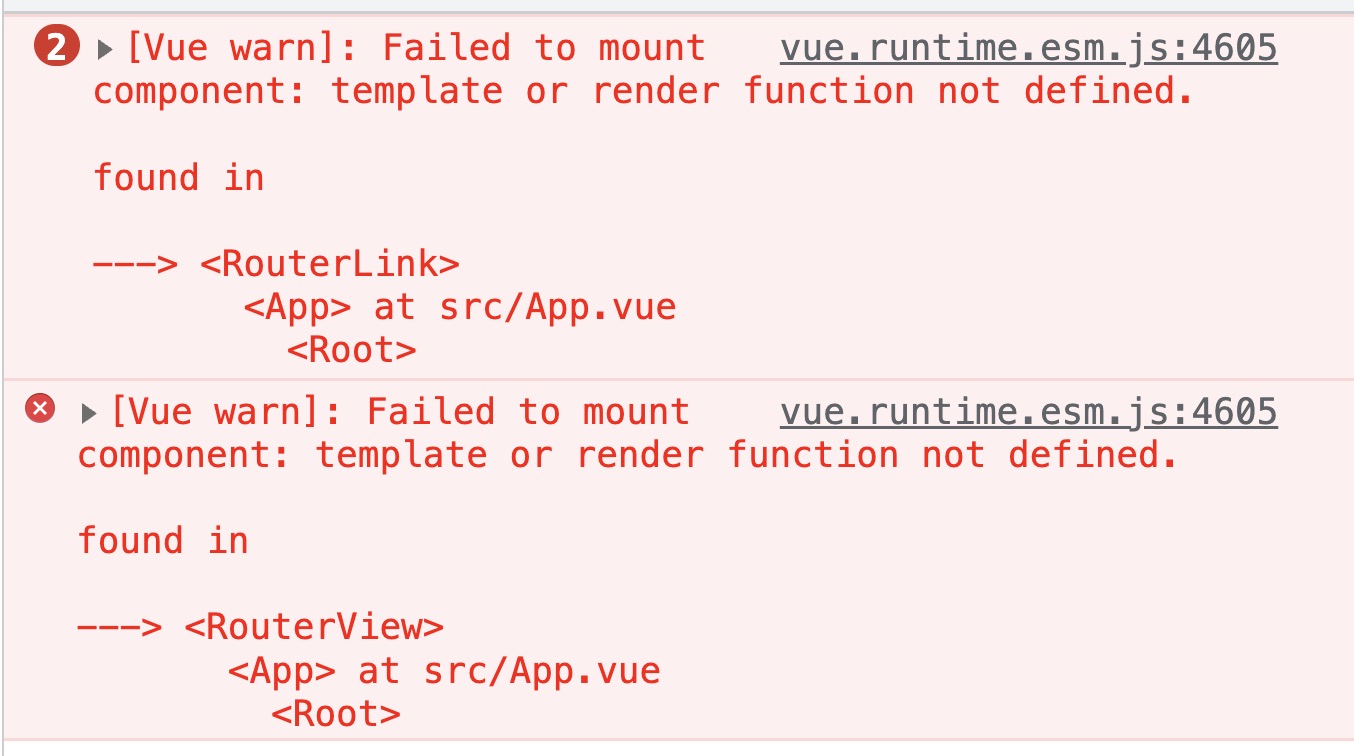 2 ▶ [Vue warn]: Failed to mount vue.runtime.esm.js:4605
component: template or render function not defined.
found in
---> <RouterLink>
<App> at src/App.vue
<Root>
▶ [Vue warn]: Failed to mount vue.runtime.esm.js:4605
component: template or render function not defined.
found in
---> <RouterView>
<App> at src/App.vue
<Root>